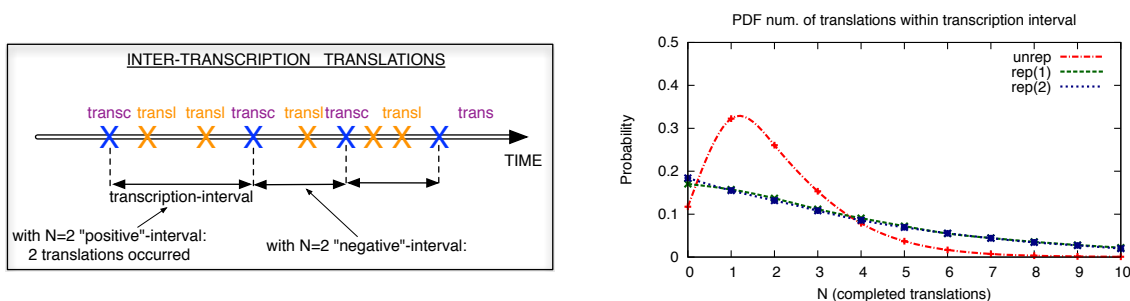 INTER-TRANSCRIPTION TRANSLATIONS
transc transl transl transc transl transc transl trans
TIME
transcription-interval
with N=2 "positive"-interval:
2 translations occurred
with N=2 "negative"-interval:
PDF num. of translations within transcription interval
unrep
rep(1)
rep(2)
Probability
0.5
0.4
0.3
0.2
0.1
0
0 1 2 3 4 5 6 7 8 9 10
N (completed translations)